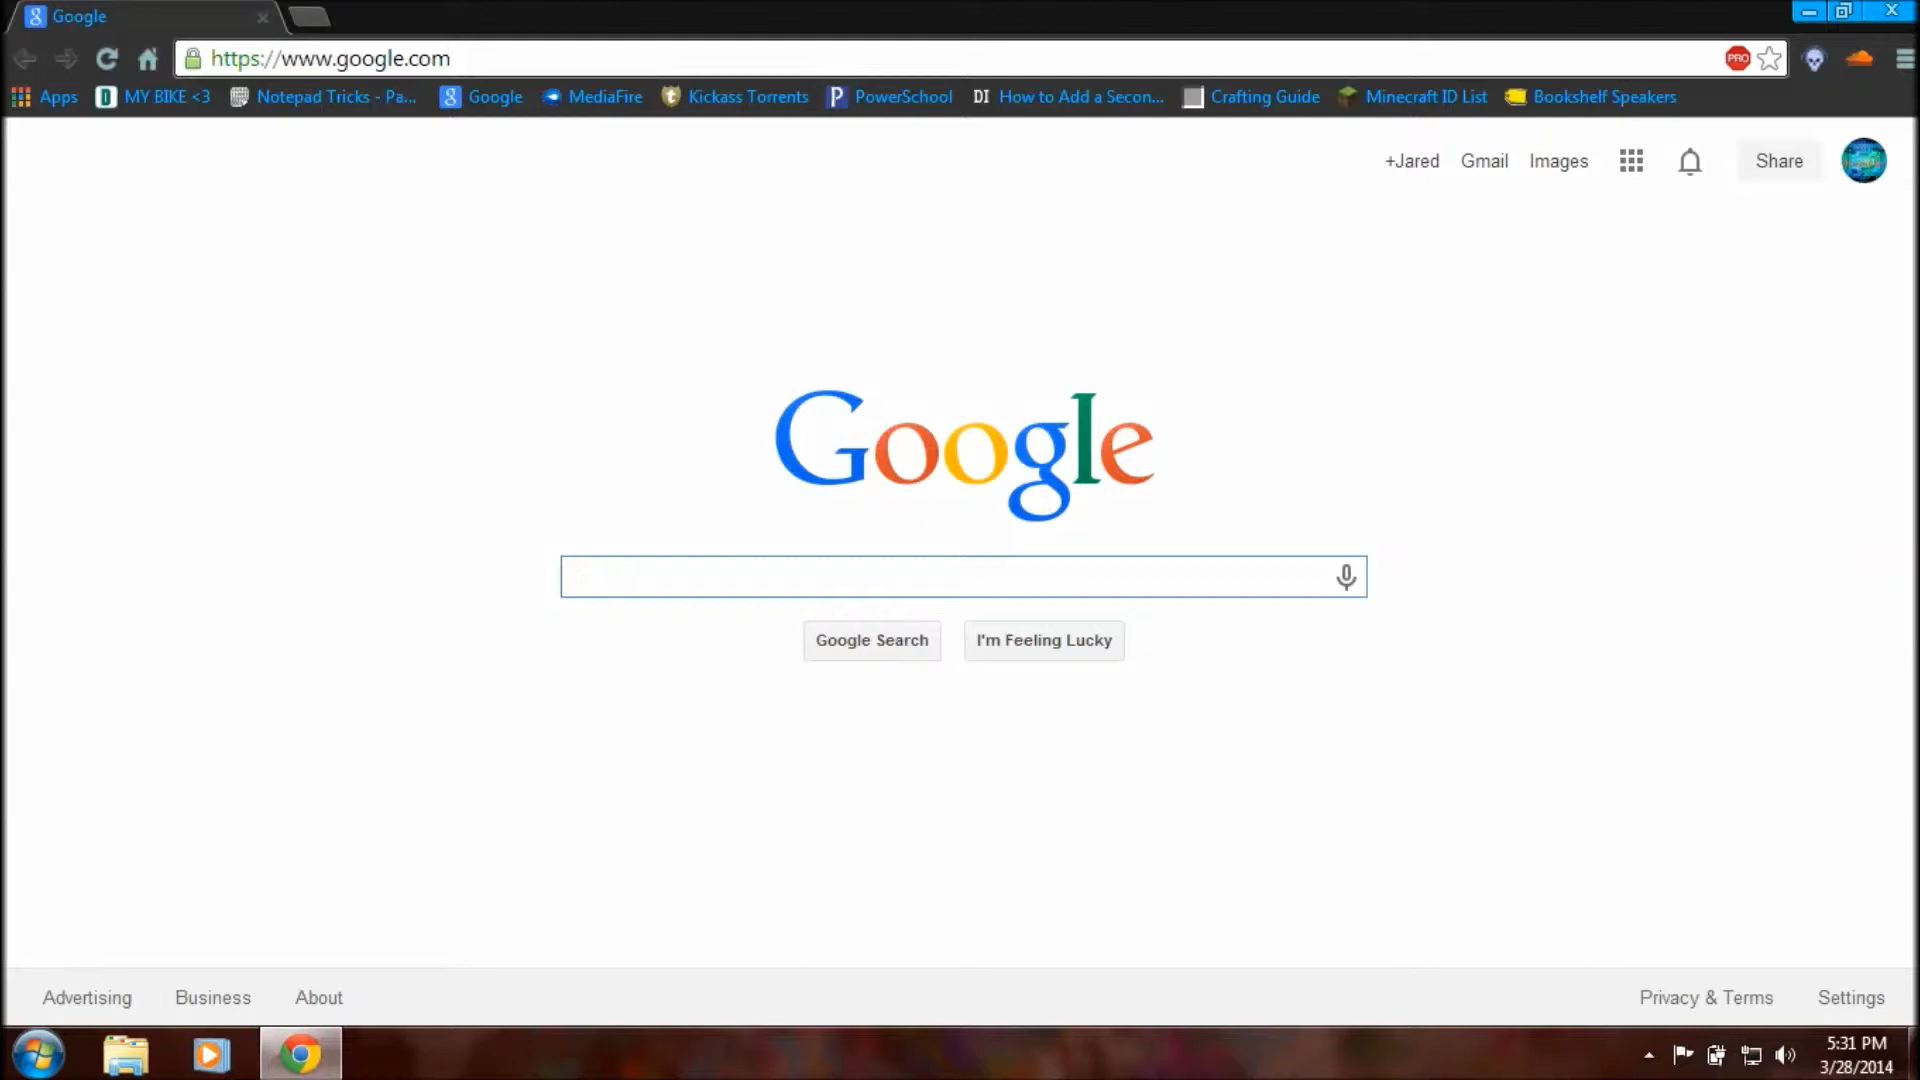 Google
https://www.google.com
PRO
Apps MY BIKE <3 Notepad Tricks - Pa... Google MediaFire Kickass Torrents PowerSchool DI How to Add a Secon... Crafting Guide Minecraft ID List Bookshelf Speakers
+Jared Gmail Images Share
Google
Google Search I'm Feeling Lucky
Advertising Business About Privacy & Terms Settings
5:31 PM
3/28/2014